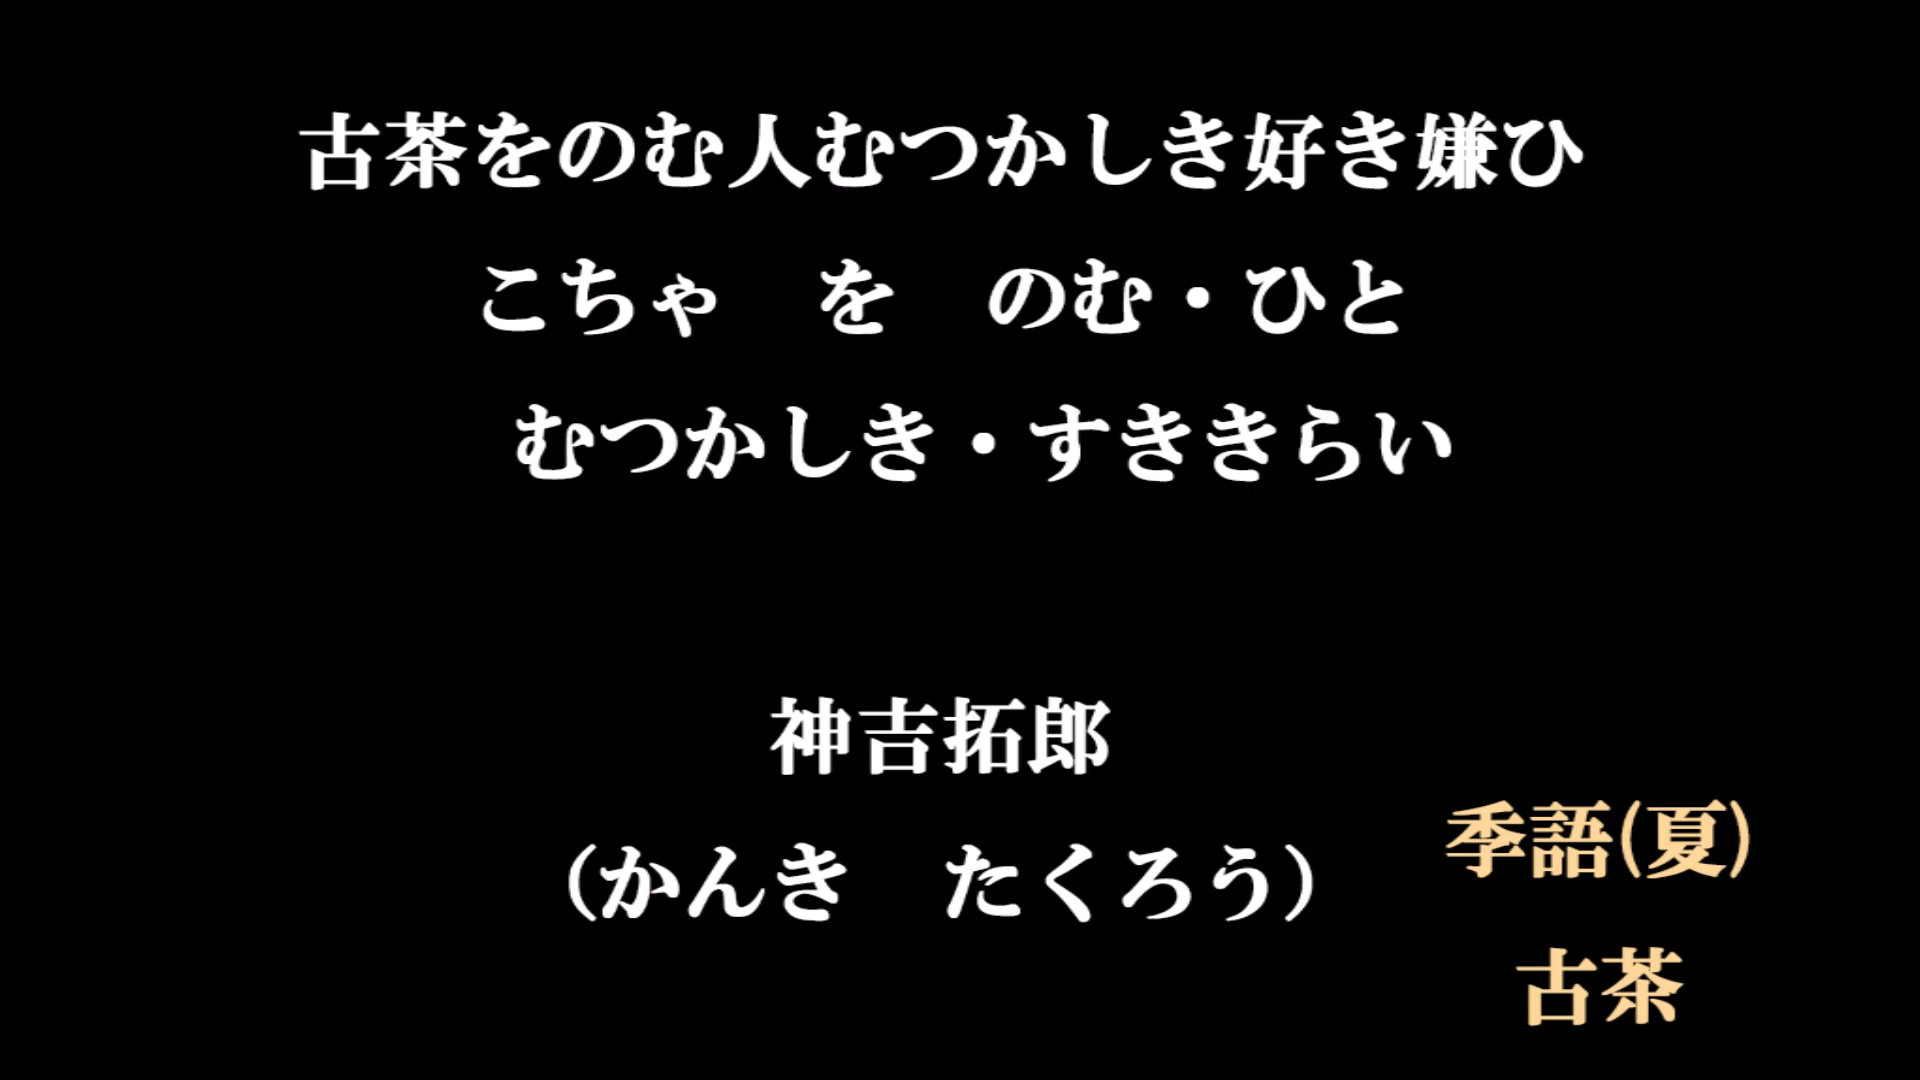 古茶をのむ人むつかしき好き嫌ひ
こちゃ　を　のむ・ひと
むつかしき・すききらい
神吉拓郎
（かんき　たくろう）
季語(夏)
古茶